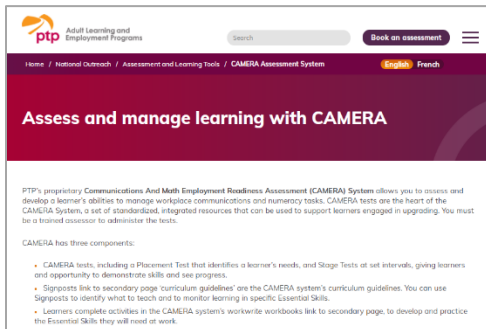 ptp Adult Learning and
Employment Programs
Search
Book an assessment
Home / National Outreach / Assessment and Learning Tools / CAMERA Assessment System
English French
Assess and manage learning with CAMERA
PTP's proprietary Communications And Math Employment Readiness Assessment (CAMERA) System allows you to assess and
develop a learner's abilities to manage workplace communications and numeracy tasks. CAMERA tests are the heart of the
CAMERA System, a set of standardized, integrated resources that can be used to support learners engaged in upgrading. You must
be a trained assessor to administer the tests.
CAMERA has three components:
• CAMERA tests, including a Placement Test that identifies a learner's needs, and Stage Tests at set intervals, giving learners
and opportunity to demonstrate skills and see progress.
• Signposts link to secondary page 'curriculum guidelines' are the CAMERA system's curriculum guidelines. You can use
Signposts to identify what to teach and to monitor learning in specific Essential Skills.
• Learners complete activities in the CAMERA system's workwrite workbooks link to secondary page, to develop and practice
the Essential Skills they will need at work.